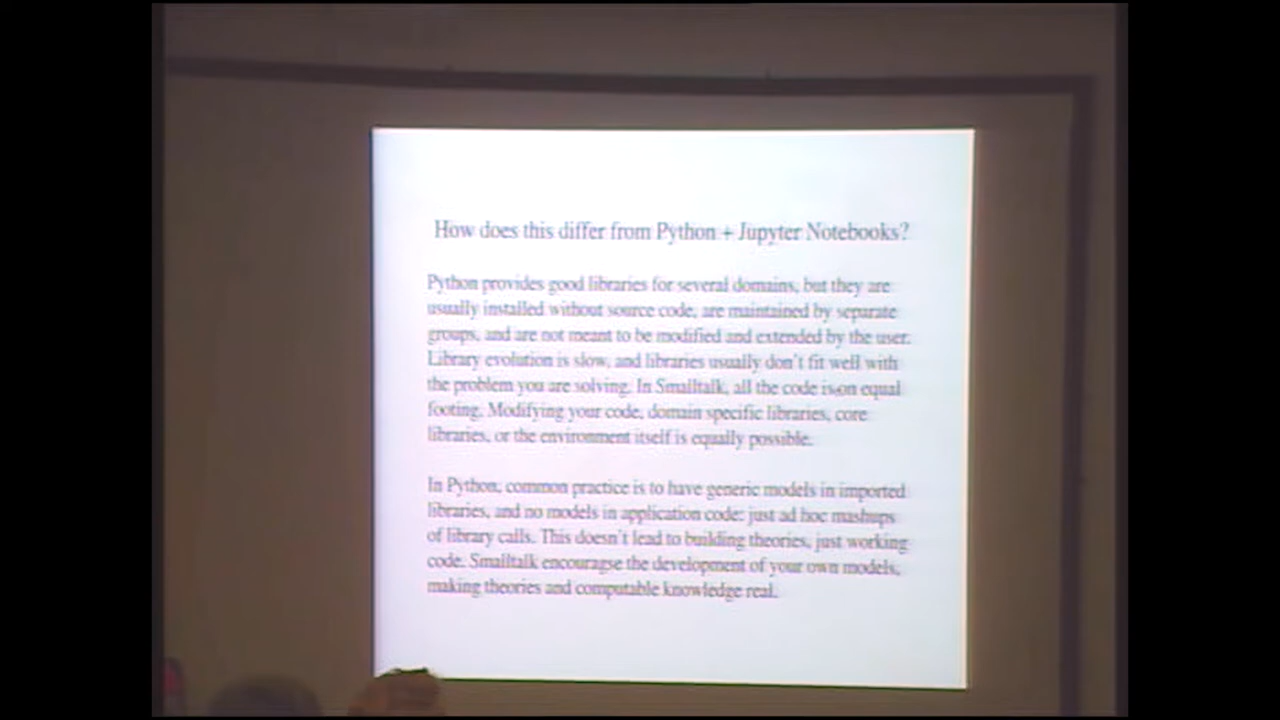 How does this differ from Python + Jupyter Notebooks?
Python provides good libraries for several domains, but they are
usually installed without source code, are maintained by separate
groups, and are not meant to be modified and extended by the user.
Library evolution is slow, and libraries usually don't fit well with
the problem you are solving. In Smalltalk, all the code is on equal
footing. Modifying your code, domain specific libraries, core
libraries, or the environment itself is equally possible.
In Python, common practice is to have generic models in imported
libraries, and no models in application code: just ad hoc mashups
of library calls. This doesn't lead to building theories, just working
code. Smalltalk encouragse the development of your own models,
making theories and computable knowledge real.